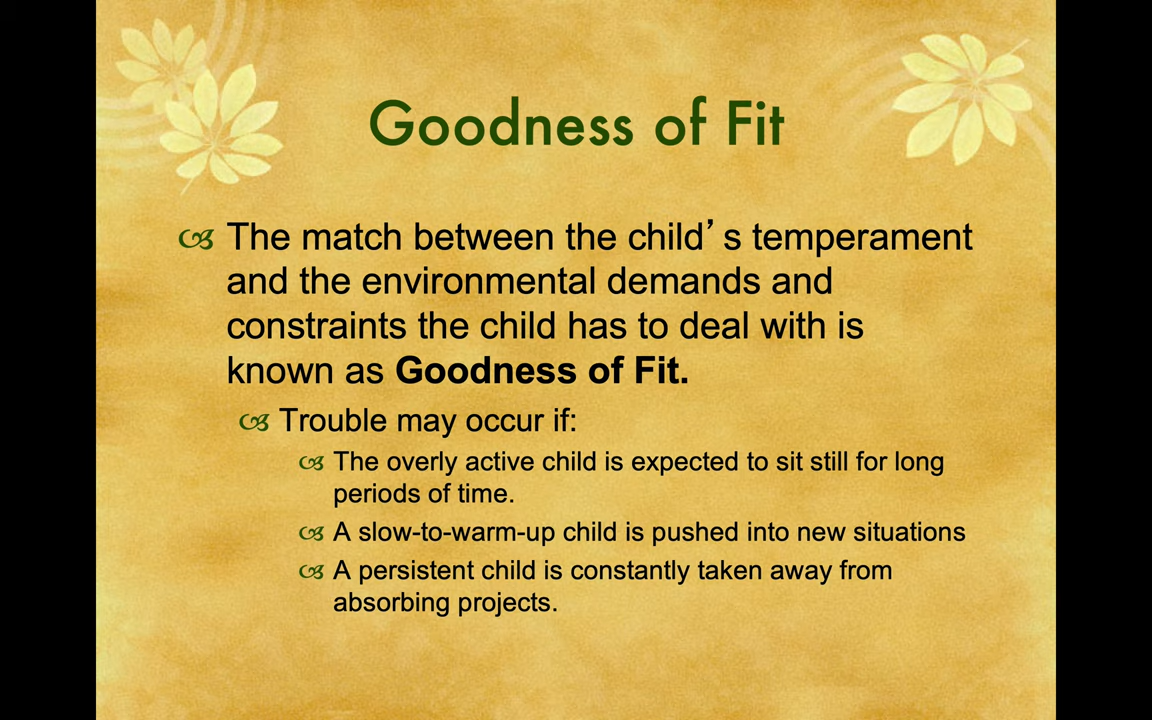 Goodness of Fit
The match between the child’s temperament
and the environmental demands and
constraints the child has to deal with is
known as Goodness of Fit.
Trouble may occur if:
The overly active child is expected to sit still for long
periods of time.
A slow-to-warm-up child is pushed into new situations
A persistent child is constantly taken away from
absorbing projects.